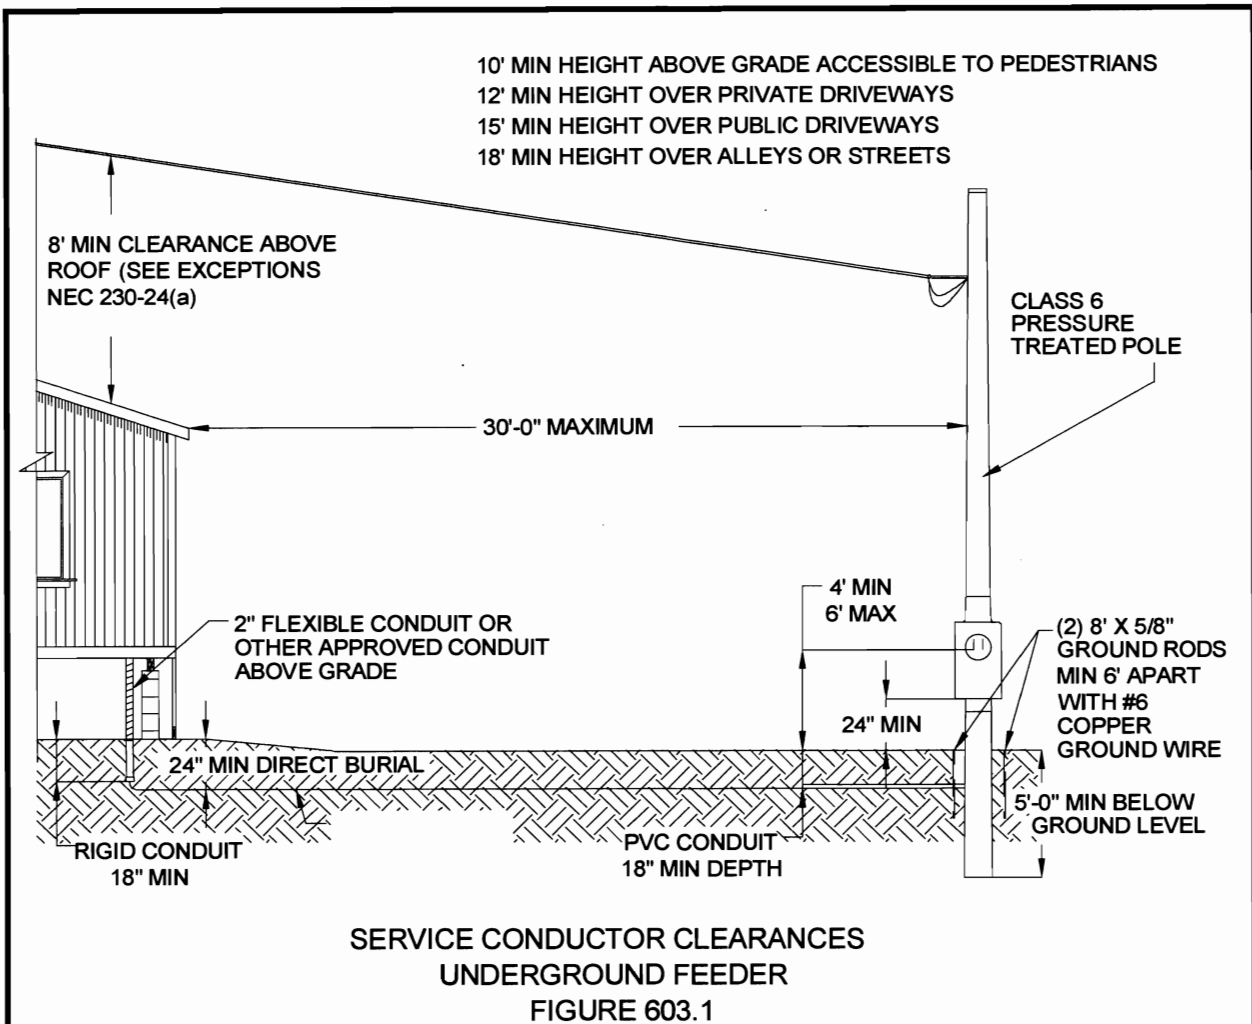 10' MIN HEIGHT ABOVE GRADE ACCESSIBLE TO PEDESTRIANS
12' MIN HEIGHT OVER PRIVATE DRIVEWAYS
15' MIN HEIGHT OVER PUBLIC DRIVEWAYS
18' MIN HEIGHT OVER ALLEYS OR STREETS
8' MIN CLEARANCE ABOVE
ROOF (SEE EXCEPTIONS
NEC 230-24(a)
CLASS 6
PRESSURE
TREATED POLE
30'-0" MAXIMUM
4' MIN
6' MAX
2" FLEXIBLE CONDUIT OR
OTHER APPROVED CONDUIT
ABOVE GRADE
(2) 8' X 5/8"
GROUND RODS
MIN 6' APART
WITH #6
COPPER
GROUND WIRE
24" MIN
24" MIN DIRECT BURIAL
5'-0" MIN BELOW
GROUND LEVEL
RIGID CONDUIT
18" MIN
PVC CONDUIT
18" MIN DEPTH
SERVICE CONDUCTOR CLEARANCES
UNDERGROUND FEEDER
FIGURE 603.1